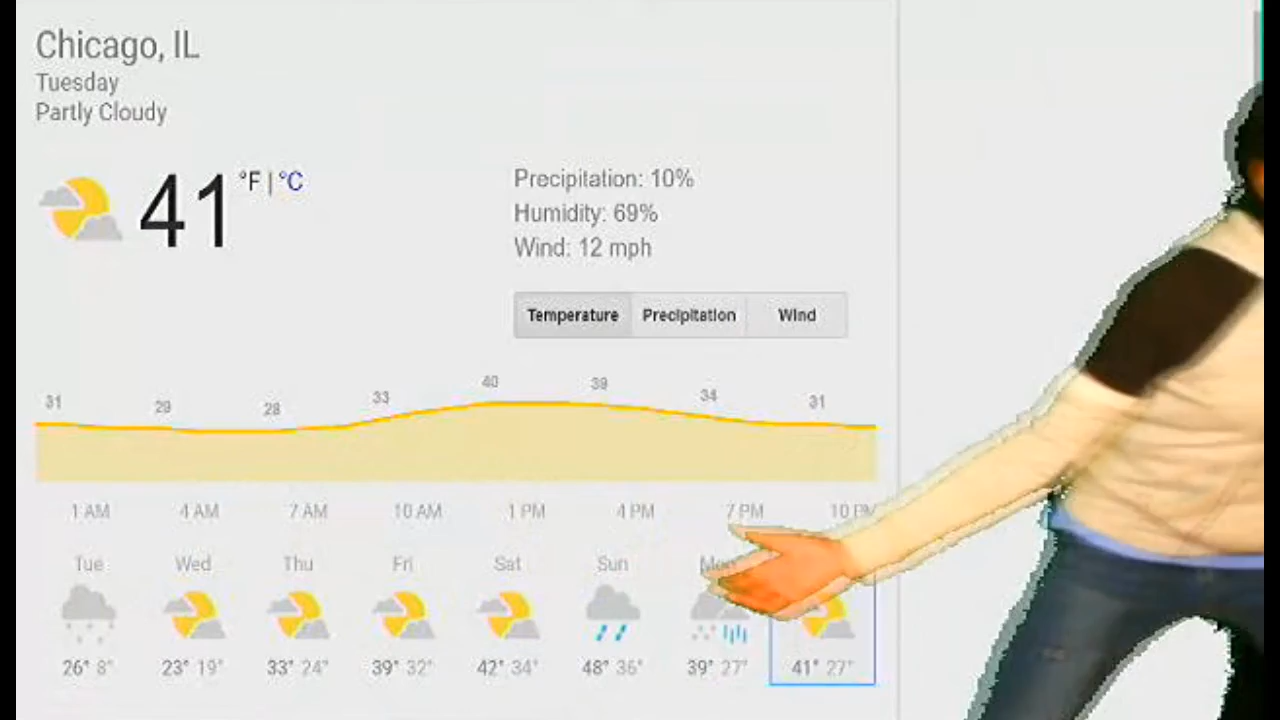 Chicago, IL
Tuesday
Partly Cloudy
41 °F | °C
Precipitation: 10%
Humidity: 69%
Wind: 12 mph
Temperature Precipitation Wind
31 29 28 33 40 39 34 31
1 AM 4 AM 7 AM 10 AM 1 PM 4 PM 7 PM 10 PM
Tue Wed Thu Fri Sat Sun
26° 8° 23° 19° 33° 24° 39° 32° 42° 34° 48° 36° 39° 27° 41° 27°